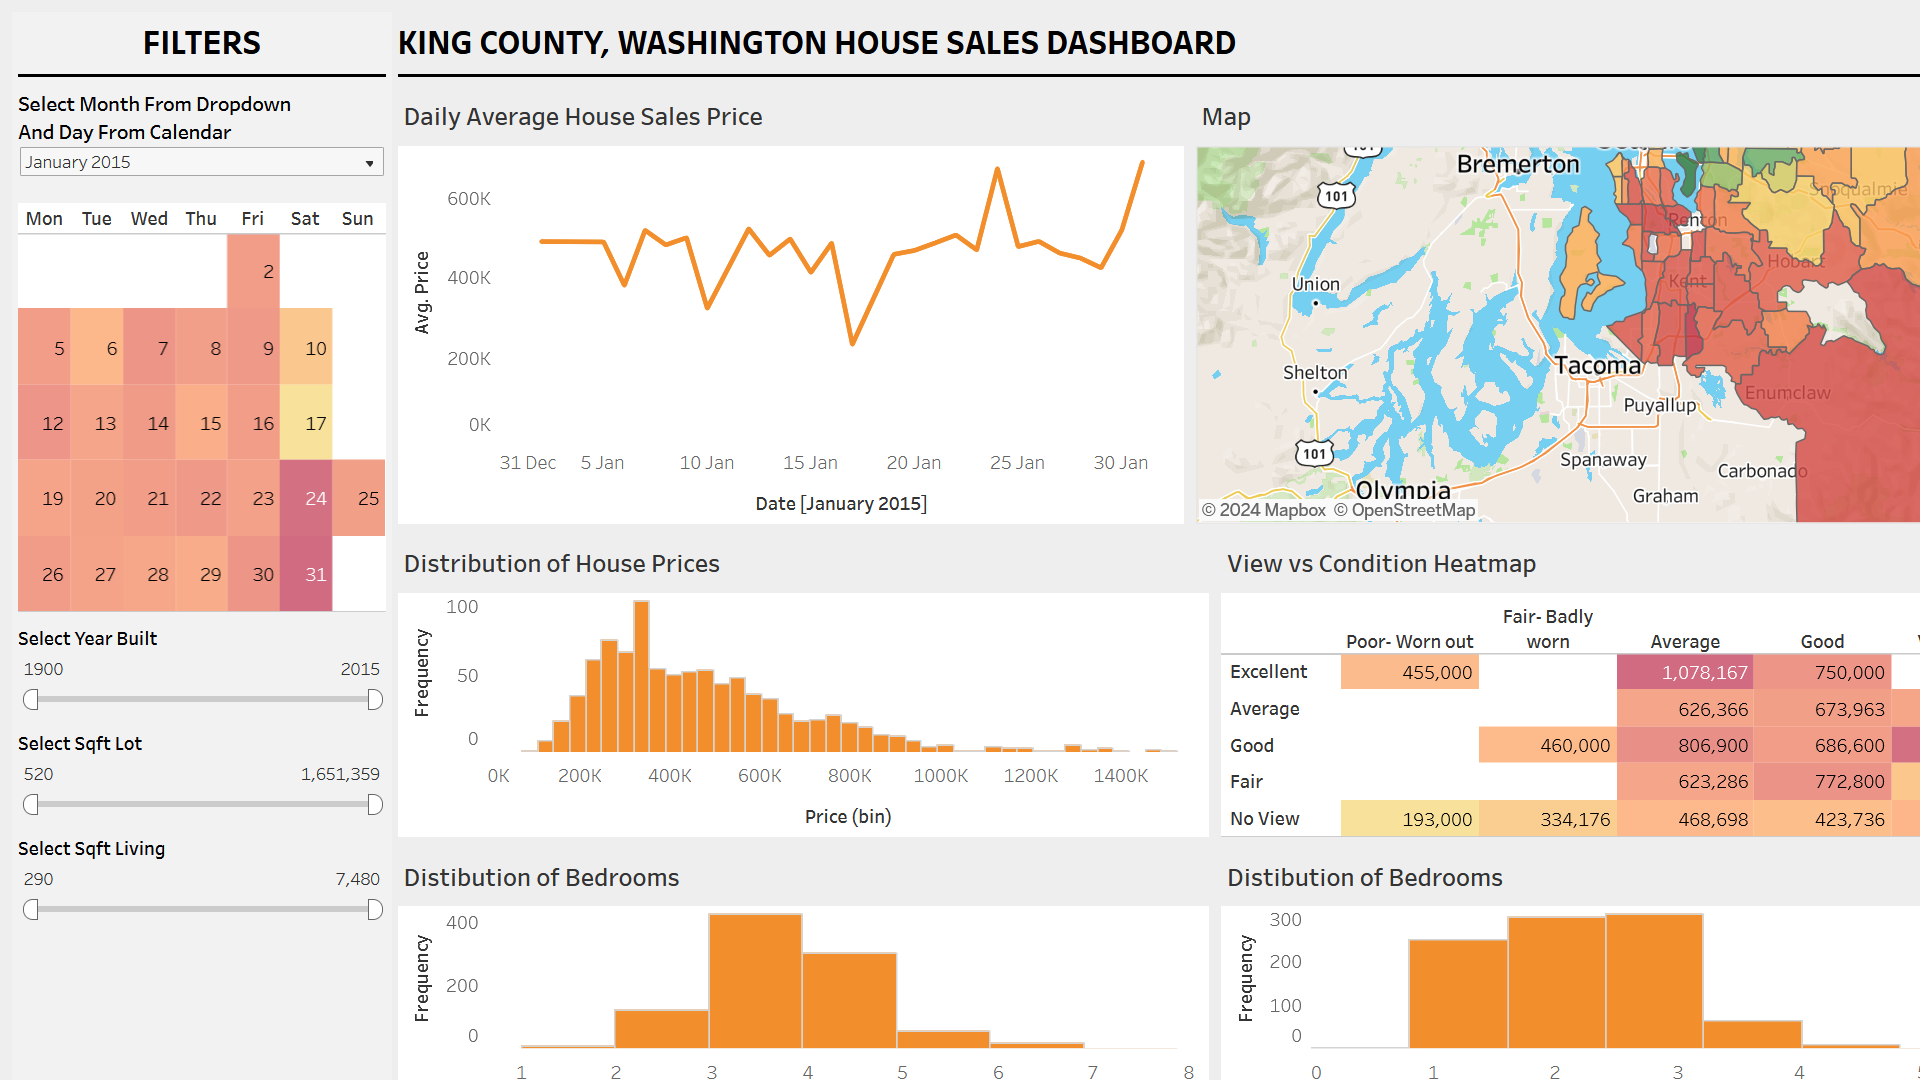 FILTERS
KING COUNTY, WASHINGTON HOUSE SALES DASHBOARD
Select Month From Dropdown
And Day From Calendar
January 2015
Mon Tue Wed Thu Fri Sat Sun
2
5 6 7 8 9 10
12 13 14 15 16 17
19 20 21 22 23 24 25
26 27 28 29 30 31
Select Year Built
1900 2015
Select Sqft Lot
520 1,651,359
Select Sqft Living
290 7,480
Daily Average House Sales Price
Avg. Price
600K
400K
200K
0K
31 Dec 5 Jan 10 Jan 15 Jan 20 Jan 25 Jan 30 Jan
Date [January 2015]
Map
101
Bremerton
101
Snoqualmie
Renton
Hobart
Kent
Union
Tacoma
Shelton
Enumclaw
Puyallup
101
Spanaway
Carbonado
Olympia
Graham
© 2024 Mapbox © OpenStreetMap
Distribution of House Prices
Frequency
100
50
0
0K 200K 400K 600K 800K 1000K 1200K 1400K
Price (bin)
View vs Condition Heatmap
Poor- Worn out Fair- Badly worn Average Good
Excellent 455,000 1,078,167 750,000
Average 626,366 673,963
Good 460,000 806,900 686,600
Fair 623,286 772,800
No View 193,000 334,176 468,698 423,736
Distibution of Bedrooms
Frequency
400
200
0
1 2 3 4 5 6 7 8
Distibution of Bedrooms
Frequency
300
200
100
0
0 1 2 3 4